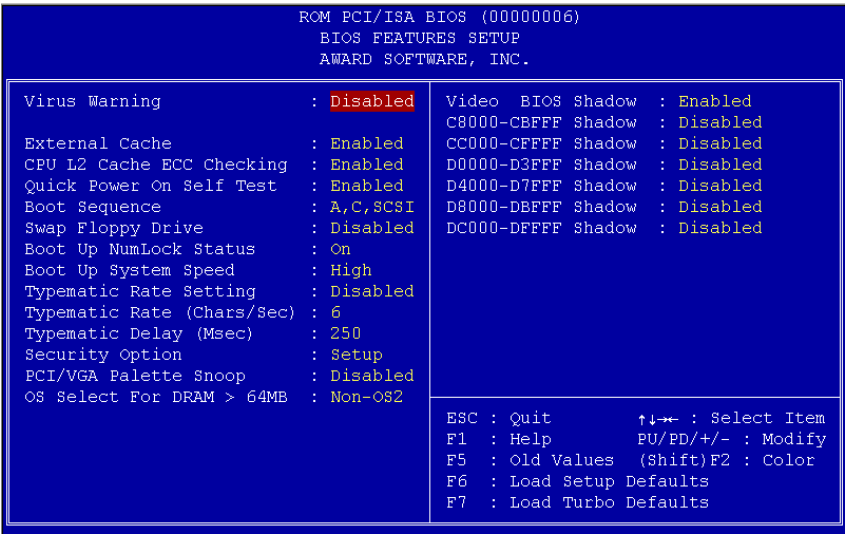 ROM PCI/ISA BIOS (00000006)
BIOS FEATURES SETUP
AWARD SOFTWARE, INC.
Virus Warning : Disabled
External Cache : Enabled
CPU L2 Cache ECC Checking : Enabled
Quick Power On Self Test : Enabled
Boot Sequence : A,C,SCSI
Swap Floppy Drive : Disabled
Boot Up NumLock Status : On
Boot Up System Speed : High
Typematic Rate Setting : Disabled
Typematic Rate (Chars/Sec) : 6
Typematic Delay (Msec) : 250
Security Option : Setup
PCI/VGA Palette Snoop : Disabled
OS Select For DRAM > 64MB : Non-OS2
Video BIOS Shadow : Enabled
C8000-CBFFF Shadow : Disabled
CC000-CFFFF Shadow : Disabled
D0000-D3FFF Shadow : Disabled
D4000-D7FFF Shadow : Disabled
D8000-DBFFF Shadow : Disabled
DC000-DFFFF Shadow : Disabled
ESC : Quit ↑↓→← : Select Item
F1 : Help PU/PD/+/- : Modify
F5 : Old Values (Shift)F2 : Color
F6 : Load Setup Defaults
F7 : Load Turbo Defaults